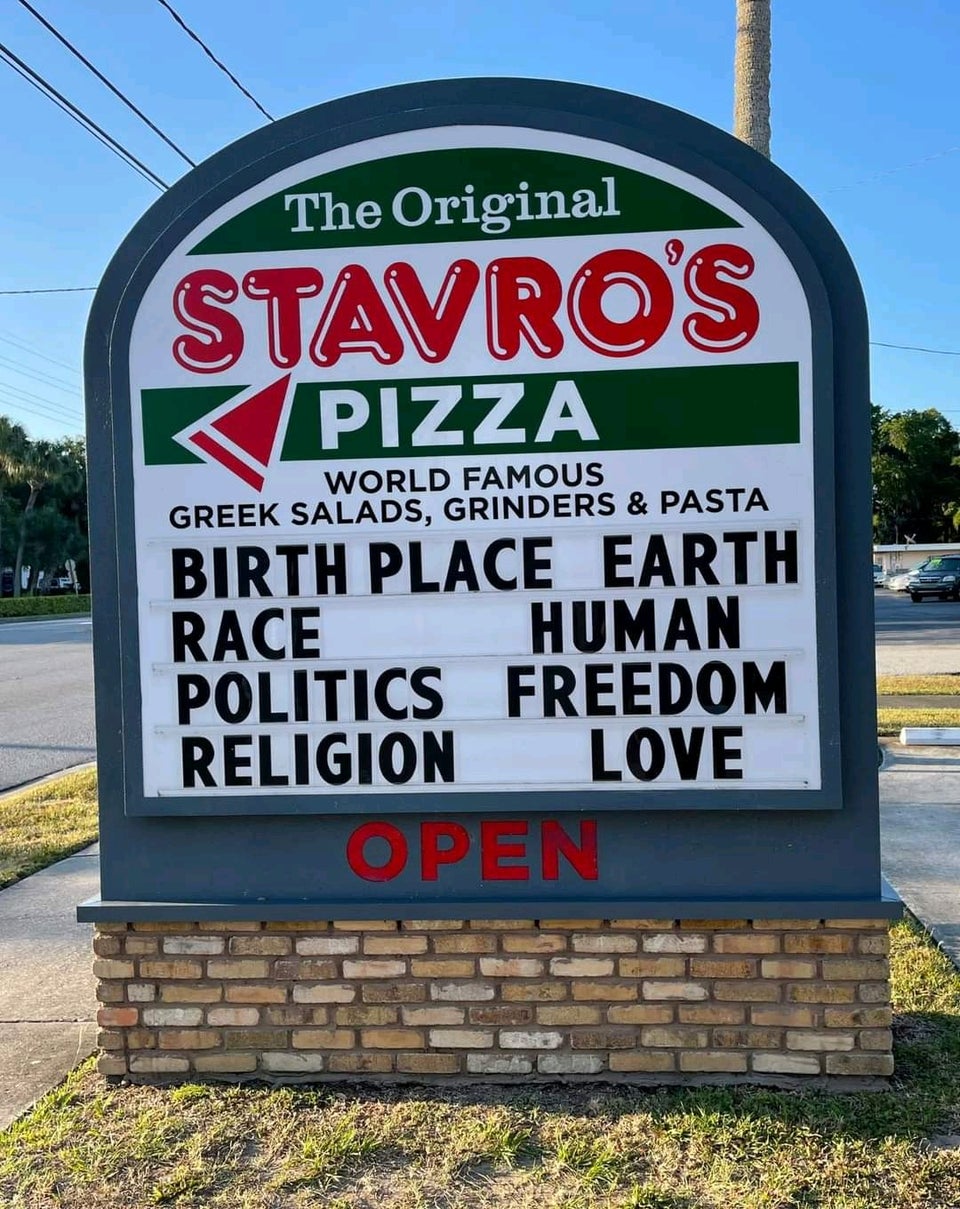 The Original
STAVRO'S
PIZZA
WORLD FAMOUS
GREEK SALADS, GRINDERS & PASTA
BIRTH PLACE EARTH
RACE HUMAN
POLITICS FREEDOM
RELIGION LOVE
OPEN